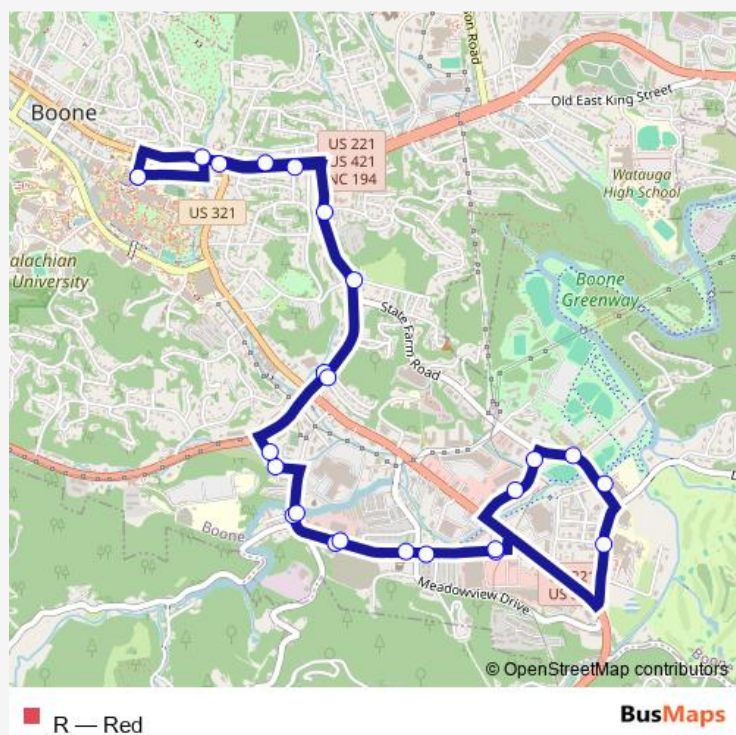 Boone
Old East King Street
US 221
US 421
NC 194
Watauga
High School
US 321
alachian
University
Boone
Greenway
State Farm
Road
Boone
Meadowview Drive
US
Boone
© OpenStreetMap contributors
R — Red
BusMaps